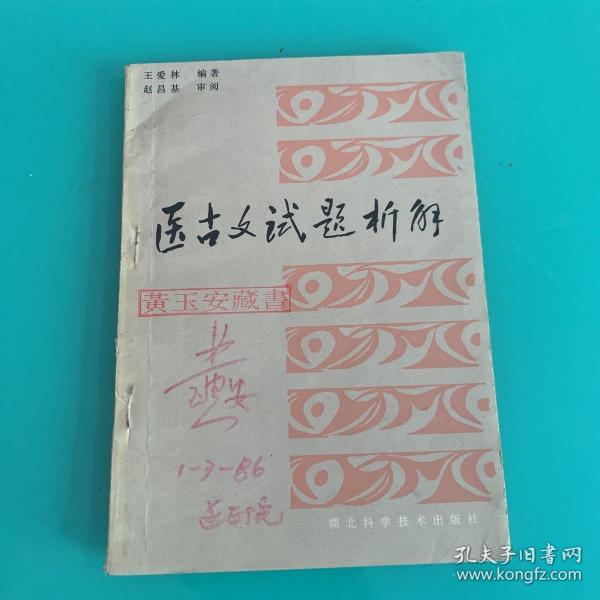 王爱林 编著
赵昌基 审阅
医古文试题析解
黄玉安藏書
1-3-86
湖北科学技术出版社
孔夫子旧书网
www.kongfz.com